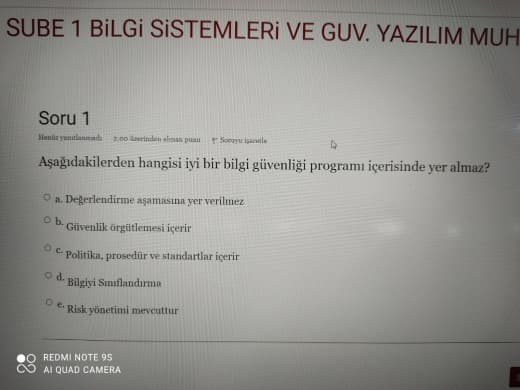 SUBE 1 BiLGi SiSTEMLERi VE GUV. YAZILIM MUH
Soru 1
Henüz yanıtlanmadı 2,00 üzerinden alınan puan Soruyu işaretle
Aşağıdakilerden hangisi iyi bir bilgi güvenliği programı içerisinde yer almaz?
a. Değerlendirme aşamasına yer verilmez
b. Güvenlik örgütlemesi içerir
c. Politika, prosedür ve standartlar içerir
d. Bilgiyi Sınıflandırma
e. Risk yönetimi mevcuttur
REDMI NOTE 9S
AI QUAD CAMERA